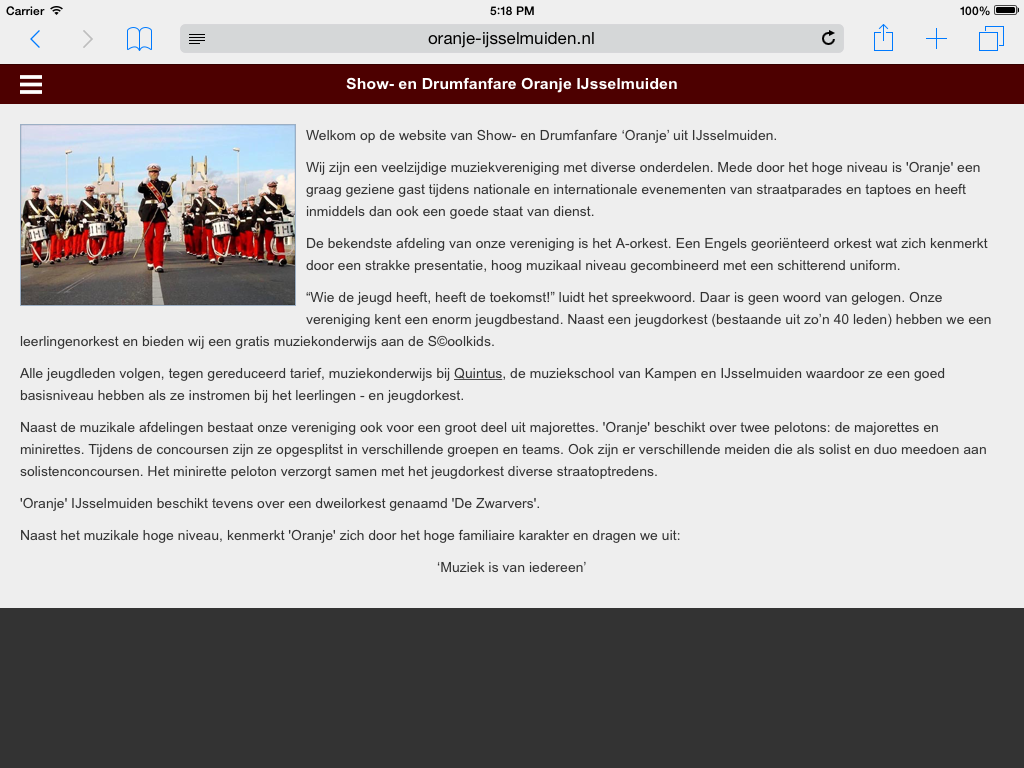 Carrier 5:18 PM 100%
oranje-ijsselmuiden.nl
Show- en Drumfanfare Oranje IJsselmuiden
Welkom op de website van Show- en Drumfanfare ‘Oranje’ uit IJsselmuiden.
Wij zijn een veelzijdige muziekvereniging met diverse onderdelen. Mede door het hoge niveau is 'Oranje' een
graag geziene gast tijdens nationale en internationale evenementen van straatparades en taptoes en heeft
inmiddels dan ook een goede staat van dienst.
De bekendste afdeling van onze vereniging is het A-orkest. Een Engels georiënteerd orkest wat zich kenmerkt
door een strakke presentatie, hoog muzikaal niveau gecombineerd met een schitterend uniform.
“Wie de jeugd heeft, heeft de toekomst!” luidt het spreekwoord. Daar is geen woord van gelogen. Onze
vereniging kent een enorm jeugdbestand. Naast een jeugdorkest (bestaande uit zo’n 40 leden) hebben we een
leerlingenorkest en bieden wij een gratis muziekonderwijs aan de S©oolkids.
Alle jeugdleden volgen, tegen gereduceerd tarief, muziekonderwijs bij Quintus, de muziekschool van Kampen en IJsselmuiden waardoor ze een goed
basisniveau hebben als ze instromen bij het leerlingen - en jeugdorkest.
Naast de muzikale afdelingen bestaat onze vereniging ook voor een groot deel uit majorettes. 'Oranje' beschikt over twee pelotons: de majorettes en
minirettes. Tijdens de concoursen zijn ze opgesplitst in verschillende groepen en teams. Ook zijn er verschillende meiden die als solist en duo meedoen aan
solistenconcoursen. Het minirette peloton verzorgt samen met het jeugdorkest diverse straatoptredens.
'Oranje' IJsselmuiden beschikt tevens over een dweilorkest genaamd 'De Zwarvers'.
Naast het muzikale hoge niveau, kenmerkt 'Oranje' zich door het hoge familiaire karakter en dragen we uit:
‘Muziek is van iedereen’